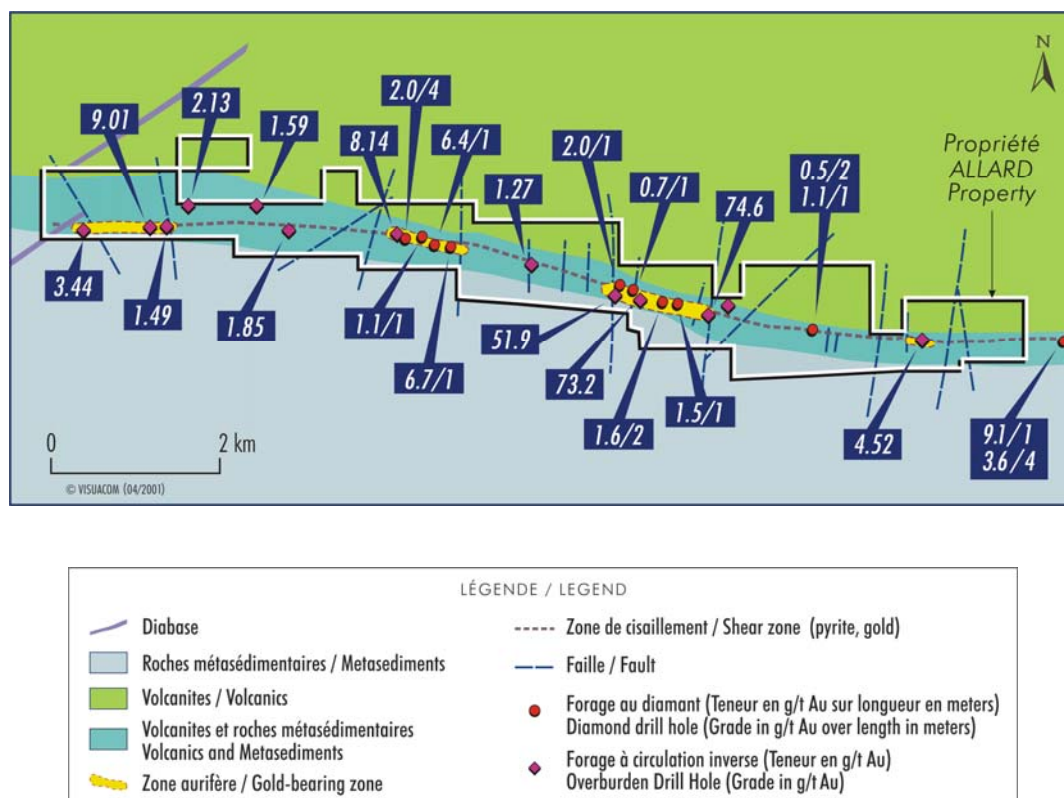 N
Propriété
ALLARD
Property
9.01
2.13
1.59
8.14
2.0/4
6.4/1
1.27
2.0/1
0.7/1
74.6
0.5/2
1.1/1
3.44
1.49
1.85
1.1/1
6.7/1
51.9
73.2
1.6/2
1.5/1
4.52
9.1/1
3.6/4
0 2 km
© VISUACOM (04/2001)
LÉGENDE / LEGEND
Diabase
Roches métasédimentaires / Metasediments
Volcanites / Volcanics
Volcanites et roches métasédimentaires
Volcanics and Metasediments
Zone aurifère / Gold-bearing zone
Zone de cisaillement / Shear zone (pyrite, gold)
Faille / Fault
Forage au diamant (Teneur en g/t Au sur longueur en meters)
Diamond drill hole (Grade in g/t Au over length in meters)
Forage à circulation inverse (Teneur en g/t Au)
Overburden Drill Hole (Grade in g/t Au)